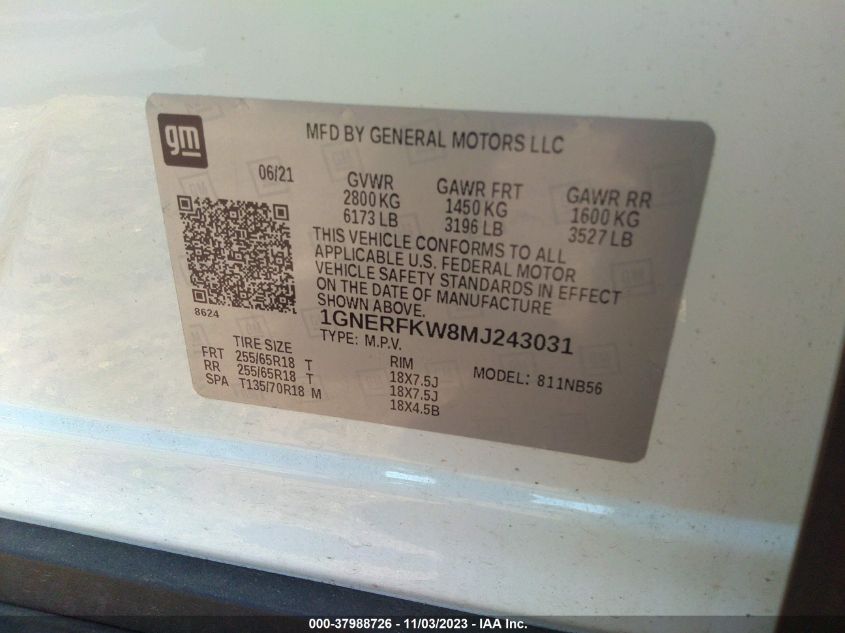 gm
MFD BY GENERAL MOTORS LLC
06/21
GVWR GAWR FRT GAWR RR
2800 KG 1450 KG 1600 KG
6173 LB 3196 LB 3527 LB
THIS VEHICLE CONFORMS TO ALL
APPLICABLE U.S. FEDERAL MOTOR
VEHICLE SAFETY STANDARDS IN EFFECT
ON THE DATE OF MANUFACTURE
SHOWN ABOVE.
8624
1GNERFKW8MJ243031
TYPE: M.P.V.
TIRE SIZE RIM MODEL: 811NB56
FRT 255/65R18 T 18X7.5J
RR 255/65R18 T 18X7.5J
SPA T135/70R18 M 18X4.5B
000-37988726 - 11/03/2023 - IAA Inc.